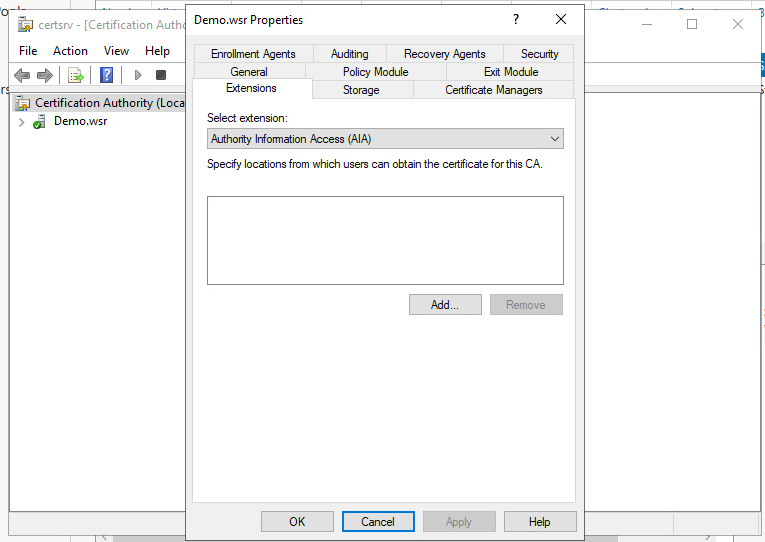 certsrv - [Certification Autho
File Action View Help
Certification Authority (Loca
Demo.wsr
Demo.wsr Properties
Enrollment Agents Auditing Recovery Agents Security
General Policy Module Exit Module
Extensions Storage Certificate Managers
Select extension:
Authority Information Access (AIA)
Specify locations from which users can obtain the certificate for this CA.
Add... Remove
OK Cancel Apply Help